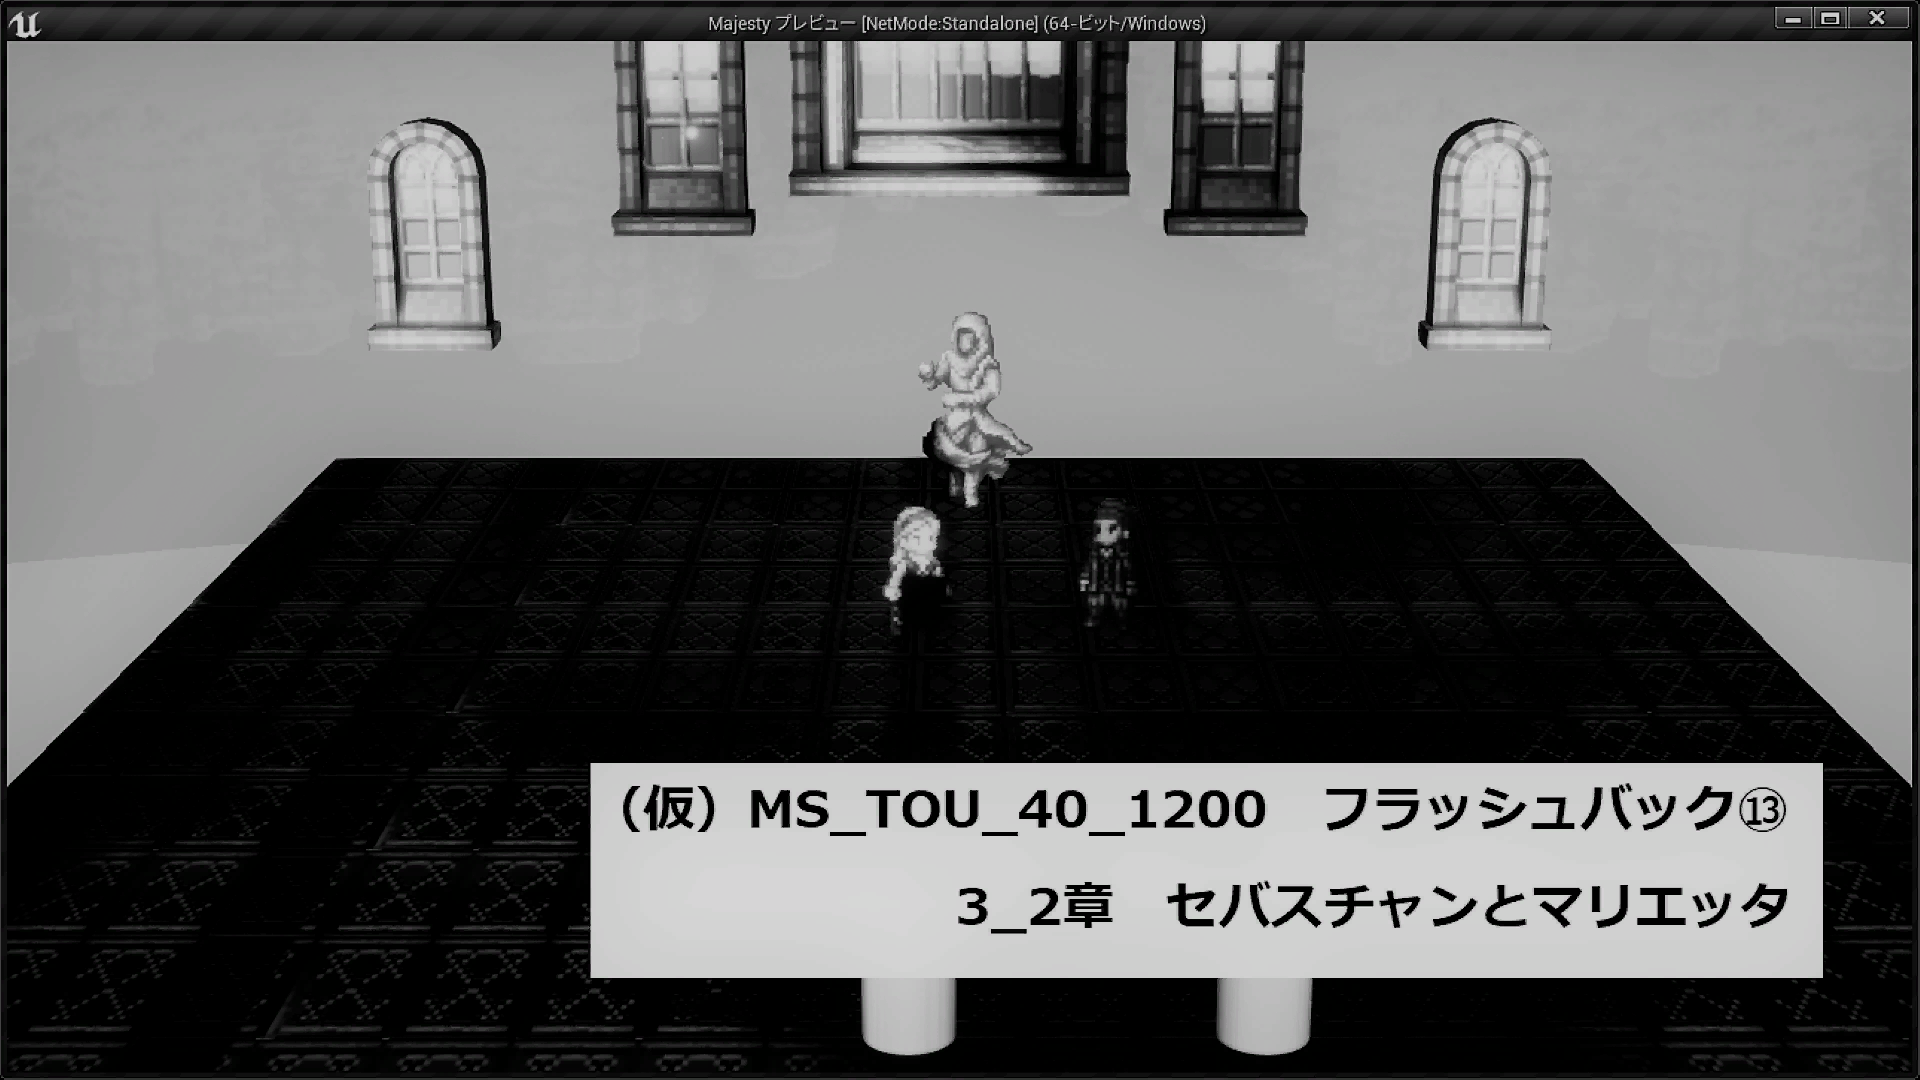 Majesty プレビュー [NetMode:Standalone] (64-ビット/Windows)
（仮）MS_TOU_40_1200　フラッシュバック⑬
3_2章　セバスチャンとマリエッタ